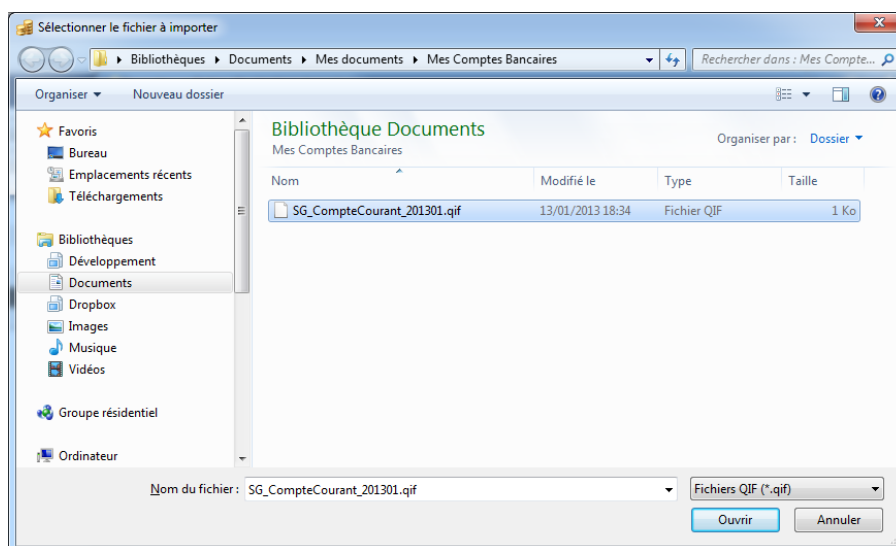 Sélectionner le fichier à importer
Bibliothèques Documents Mes documents Mes Comptes Bancaires
Rechercher dans : Mes Compte...
Organiser Nouveau dossier
Favoris
Bureau
Emplacements récents
Téléchargements
Bibliothèques
Développement
Documents
Dropbox
Images
Musique
Vidéos
Groupe résidentiel
Ordinateur
Bibliothèque Documents
Mes Comptes Bancaires
Organiser par : Dossier
Nom Modifié le Type Taille
SG_CompteCourant_201301.qif 13/01/2013 18:34 Fichier QIF 1 Ko
Nom du fichier : SG_CompteCourant_201301.qif
Fichiers QIF (*.qif)
Ouvrir Annuler